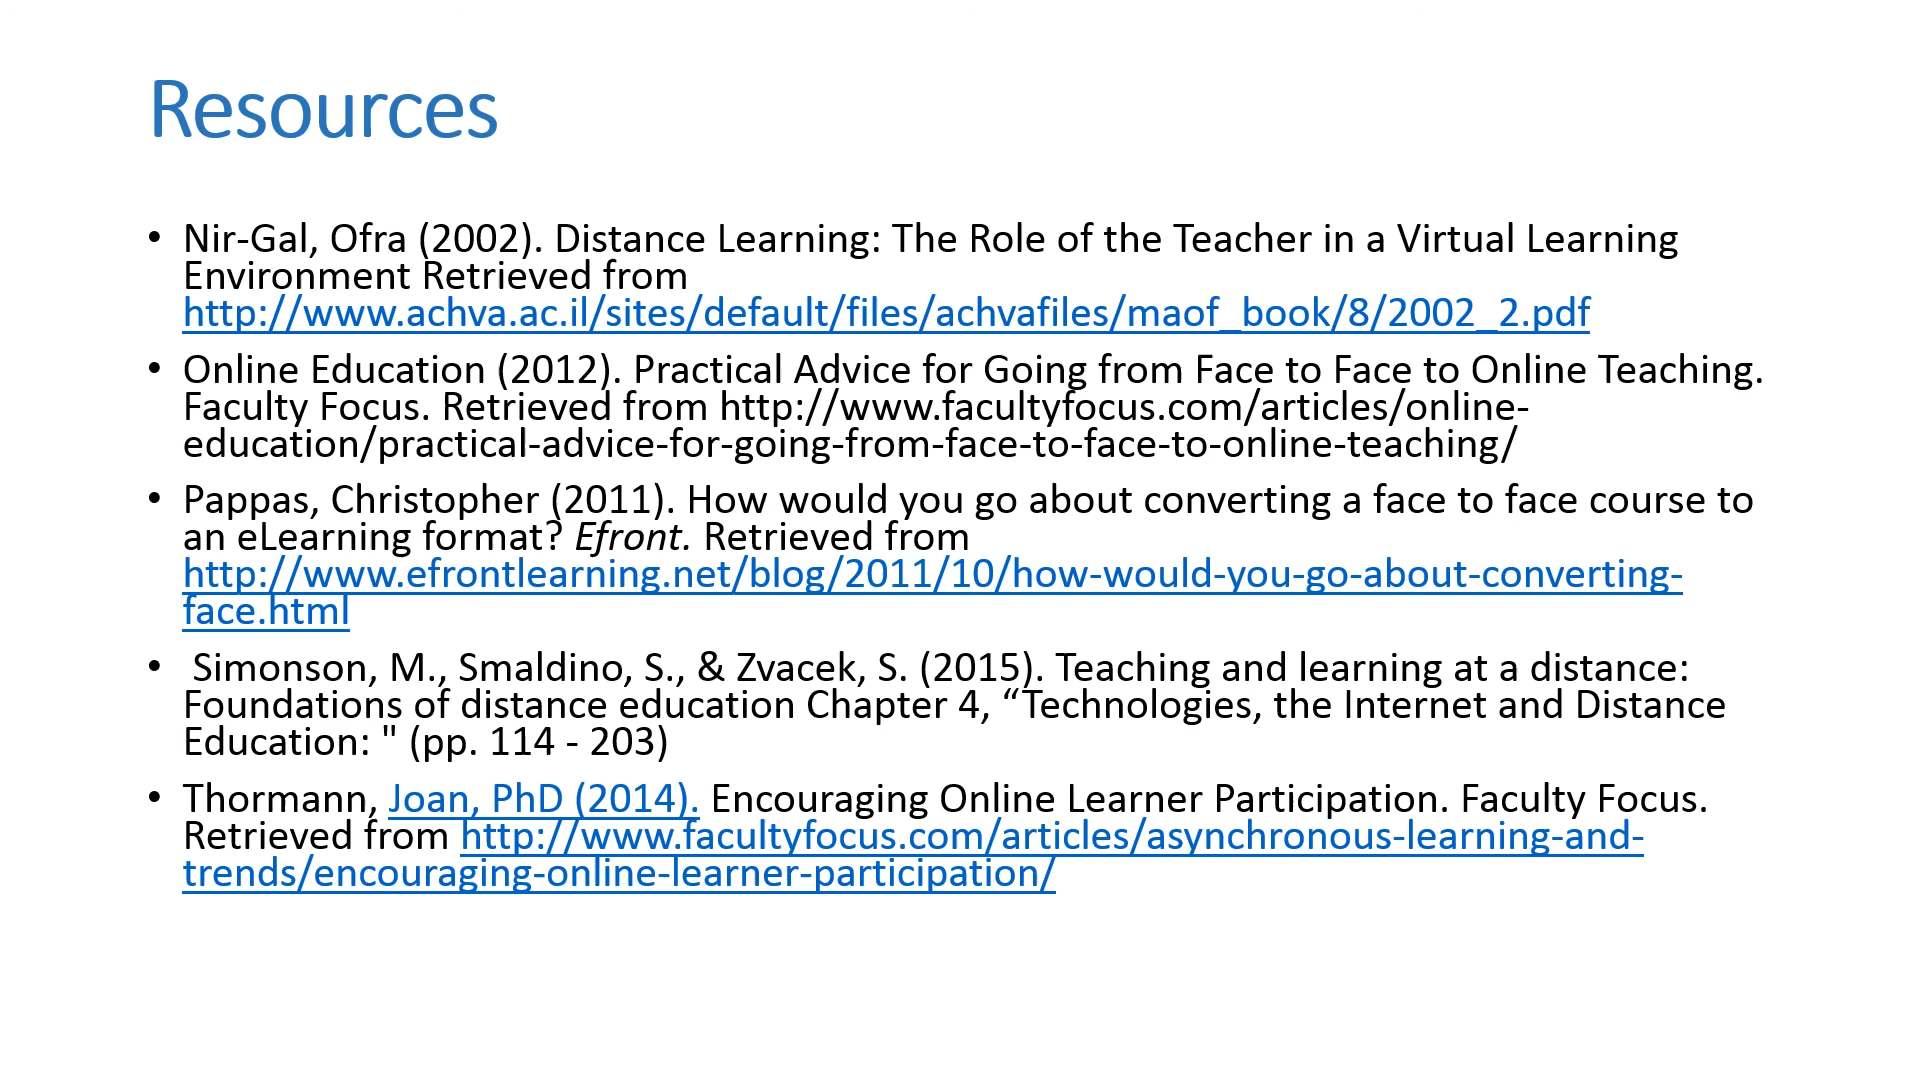 Resources
• Nir-Gal, Ofra (2002). Distance Learning: The Role of the Teacher in a Virtual Learning
Environment Retrieved from
http://www.achva.ac.il/sites/default/files/achvafiles/maof_book/8/2002_2.pdf
• Online Education (2012). Practical Advice for Going from Face to Face to Online Teaching.
Faculty Focus. Retrieved from http://www.facultyfocus.com/articles/online-
education/practical-advice-for-going-from-face-to-face-to-online-teaching/
• Pappas, Christopher (2011). How would you go about converting a face to face course to
an eLearning format? Efront. Retrieved from
http://www.efrontlearning.net/blog/2011/10/how-would-you-go-about-converting-
face.html
• Simonson, M., Smaldino, S., & Zvacek, S. (2015). Teaching and learning at a distance:
Foundations of distance education Chapter 4, “Technologies, the Internet and Distance
Education: " (pp. 114 - 203)
• Thormann, Joan, PhD (2014). Encouraging Online Learner Participation. Faculty Focus.
Retrieved from http://www.facultyfocus.com/articles/asynchronous-learning-and-
trends/encouraging-online-learner-participation/